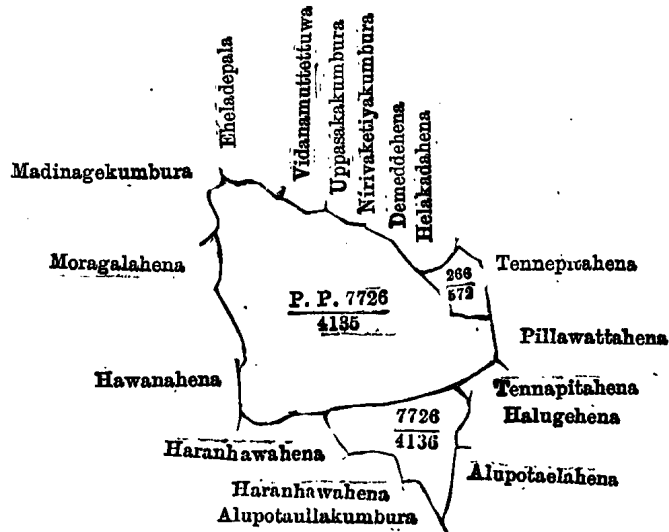 Eheladepala
Vidanamuttettuwa
Uppasakakumbura
Nirivaketiyakumbura
Demeddehena
Helakadahena
Madinagekumbura
Moragalahena
Tennepitahena
266
572
P. P. 7726
4135
Pillawattahena
Hawanahena
Tennapitahena
Halugehena
7726
4136
Haranhawahena
Alupotaelahena
Haranhawahena
Alupotaullakumbura